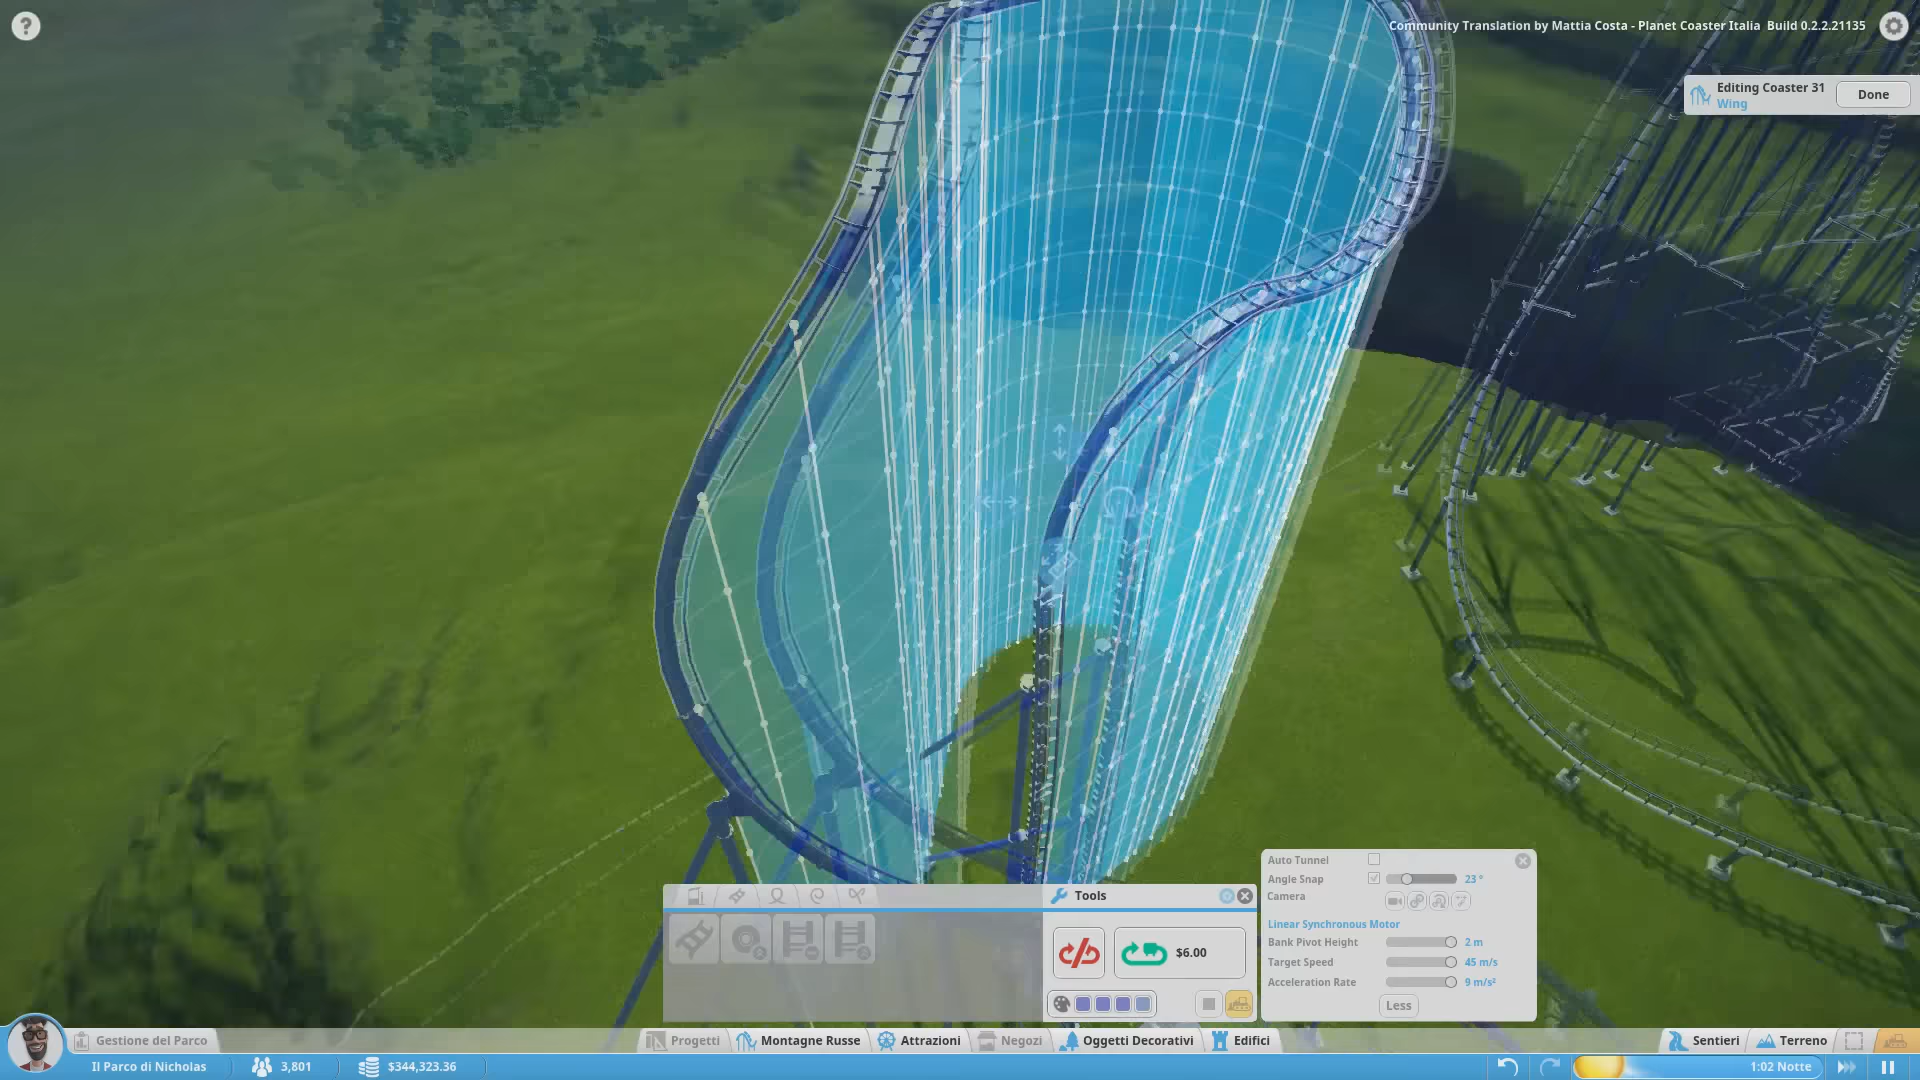 ?
Community Translation by Mattia Costa - Planet Coaster Italia Build 0.2.2.21135
Editing Coaster 31
Wing
Done
Auto Tunnel
Angle Snap 23 °
Camera
Linear Synchronous Motor
Bank Pivot Height 2 m
Target Speed 45 m/s
Acceleration Rate 9 m/s²
Less
Tools
$6.00
Gestione del Parco
Progetti
Montagne Russe
Attrazioni
Negozi
Oggetti Decorativi
Edifici
Sentieri
Terreno
Il Parco di Nicholas
3,801
$344,323.36
1:02 Notte